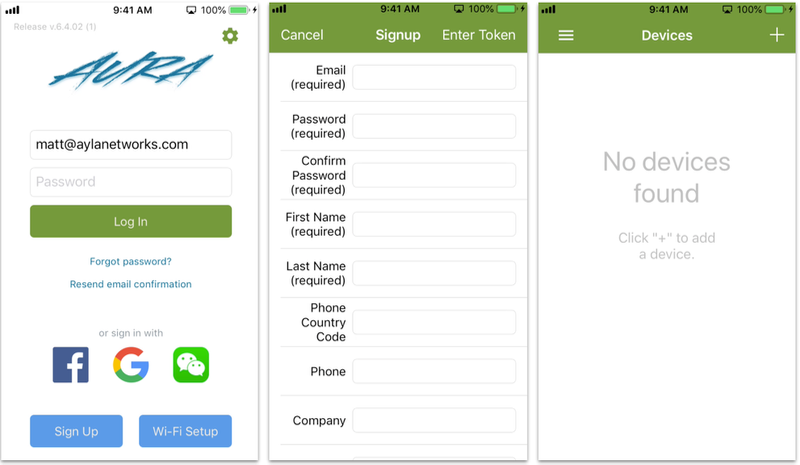 9:41 AM 100%
Release v.6.4.02 (1)
AURA
matt@aylanetworks.com
Password
Log In
Forgot password?
Resend email confirmation
or sign in with
f
G
Sign Up
Wi-Fi Setup
9:41 AM 100%
Cancel Signup Enter Token
Email
(required)
Password
(required)
Confirm
Password
(required)
First Name
(required)
Last Name
(required)
Phone
Country
Code
Phone
Company
9:41 AM 100%
Devices +
No devices
found
Click "+" to add
a device.